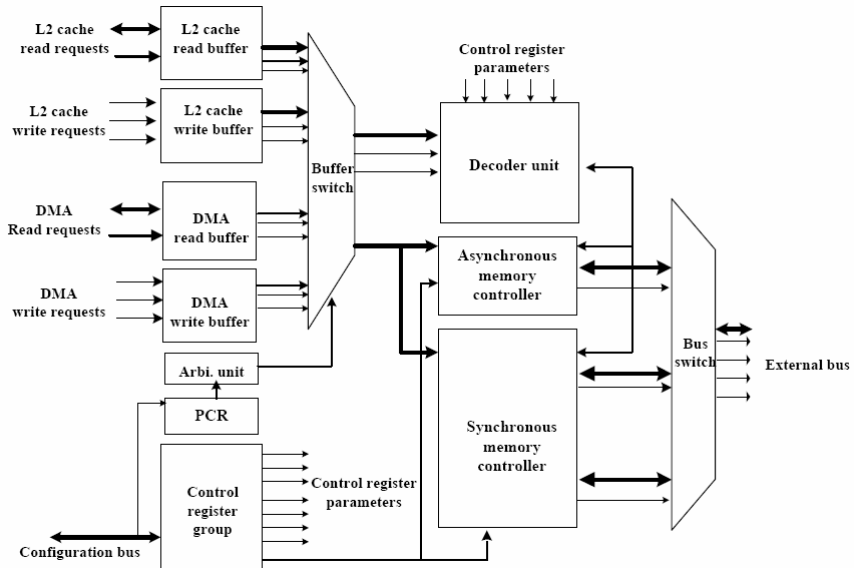 L2 cache
read requests
L2 cache
read buffer
Control register
parameters
L2 cache
write requests
L2 cache
write buffer
Buffer
switch
Decoder unit
DMA
Read requests
DMA
read buffer
Asynchronous
memory
controller
DMA
write requests
DMA
write buffer
Bus
switch
External bus
Arbi. unit
PCR
Synchronous
memory
controller
Control
register
group
Control register
parameters
Configuration bus